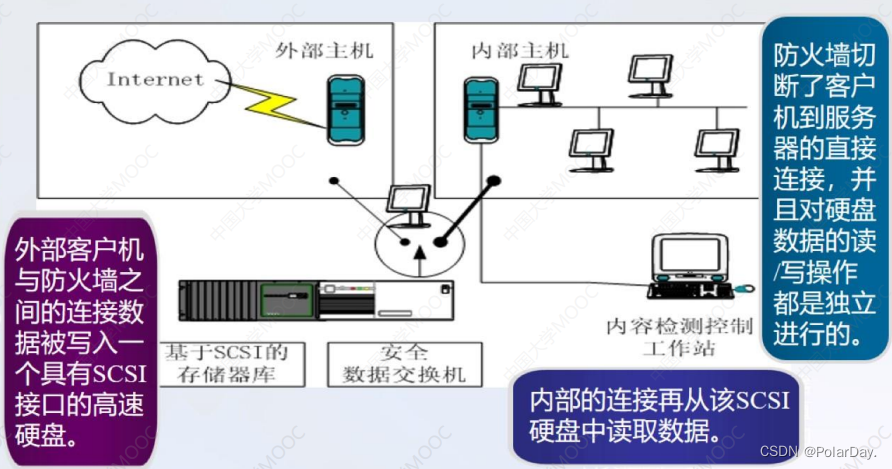 外部主机
内部主机
Internet
防火墙切
断了客户
机到服务
器的直接
连接，并
且对硬盘
数据的读
/写操作
都是独立
进行的。
外部客户机
与防火墙之
间的连接数
据被写入一
个具有SCSI
接口的高速
硬盘。
内容检测控制
工作站
基于SCSI的
存储器库
安全
数据交换机
内部的连接再从该SCSI
硬盘中读取数据。
中国大学MOOC
CSDN @PolarDay.